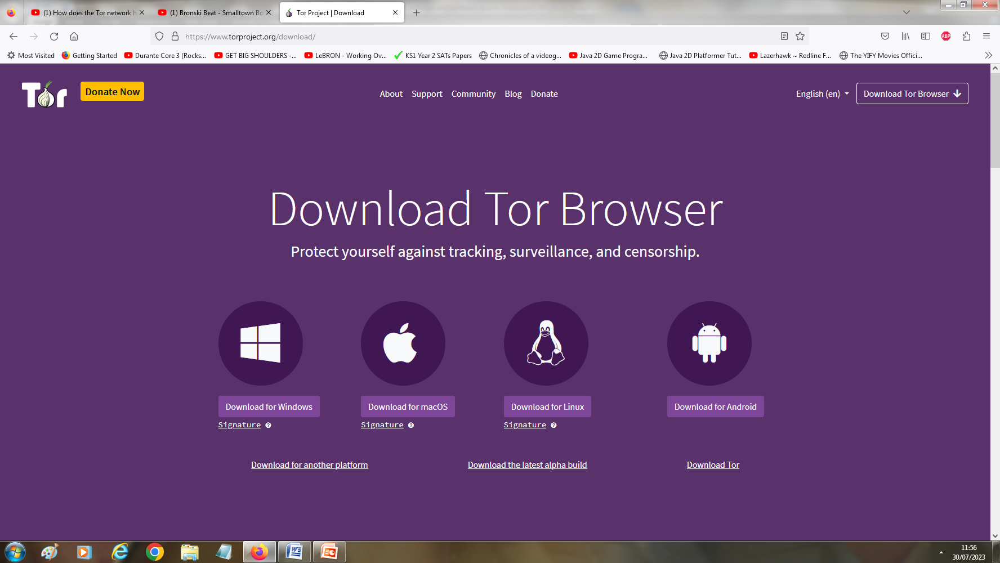 (1) How does the Tor network h
(1) Bronski Beat - Smalltown Bo
Tor Project | Download
https://www.torproject.org/download/
ABP
Most Visited
Getting Started
Durante Core 3 (Rocks...
GET BIG SHOULDERS -...
LeBRON - Working Ov...
KS1 Year 2 SATs Papers
Chronicles of a videog...
Java 2D Game Progra...
Java 2D Platformer Tut...
Lazerhawk ~ Redline F...
The YIFY Movies Offici...
Tor
Donate Now
About Support Community Blog Donate
English (en)
Download Tor Browser
Download Tor Browser
Protect yourself against tracking, surveillance, and censorship.
Download for Windows
Download for macOS
Download for Linux
Download for Android
Signature ?
Signature ?
Signature ?
Download for another platform
Download the latest alpha build
Download Tor
11:56
30/07/2023